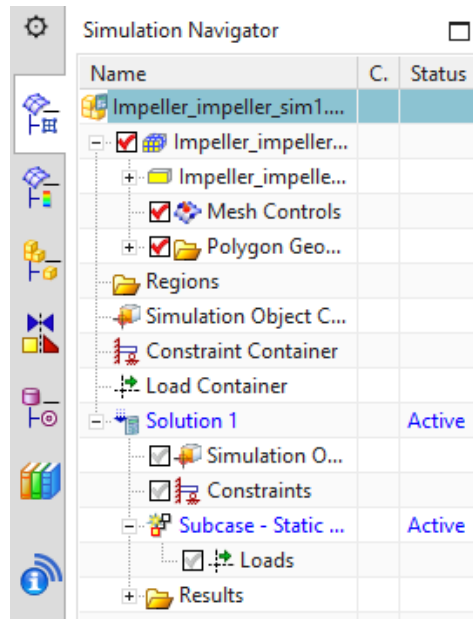 Simulation Navigator
Name C. Status
Impeller_impeller_sim1....
Impeller_impeller...
Impeller_impelle...
Mesh Controls
Polygon Geo...
Regions
Simulation Object C...
Constraint Container
Load Container
Solution 1 Active
Simulation O...
Constraints
Subcase - Static ... Active
Loads
Results